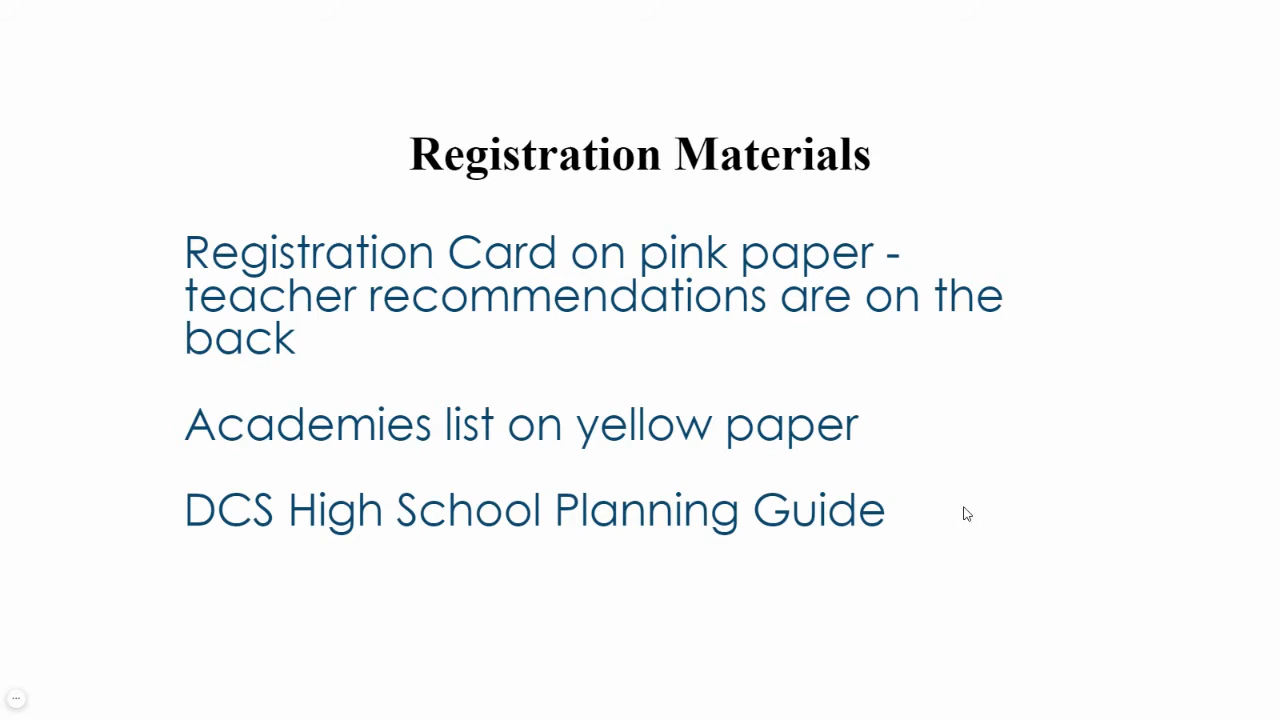 Registration Materials
Registration Card on pink paper -
teacher recommendations are on the
back
Academies list on yellow paper
DCS High School Planning Guide